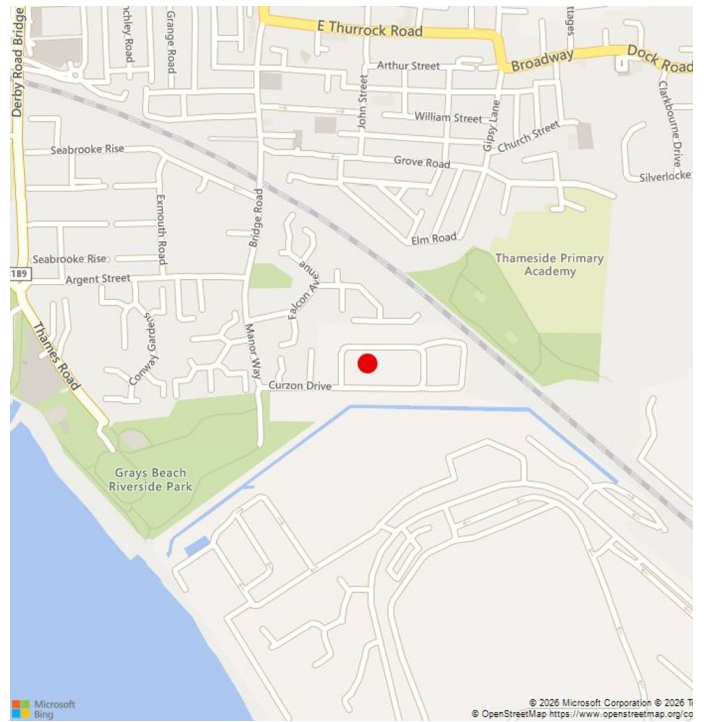 E Thurrock Road
Derby Road Bridge
Grange Road
Broadway
Dock Road
Arthur Street
John Street
William Street
Gipsy Lane
Church Street
Clarkbourne Drive
Seabrooke Rise
Grove Road
Silverlocke
Exmouth Road
Bridge Road
Elm Road
Thameside Primary
Academy
Seabrooke Rise
189
Argent Street
Falcon Avenue
Thames Road
Conway Gardens
Manor Way
Curzon Drive
Grays Beach
Riverside Park
Microsoft
Bing
© 2026 Microsoft Corporation © 2026 T
© OpenStreetMap https://www.openstreetmap.org/co